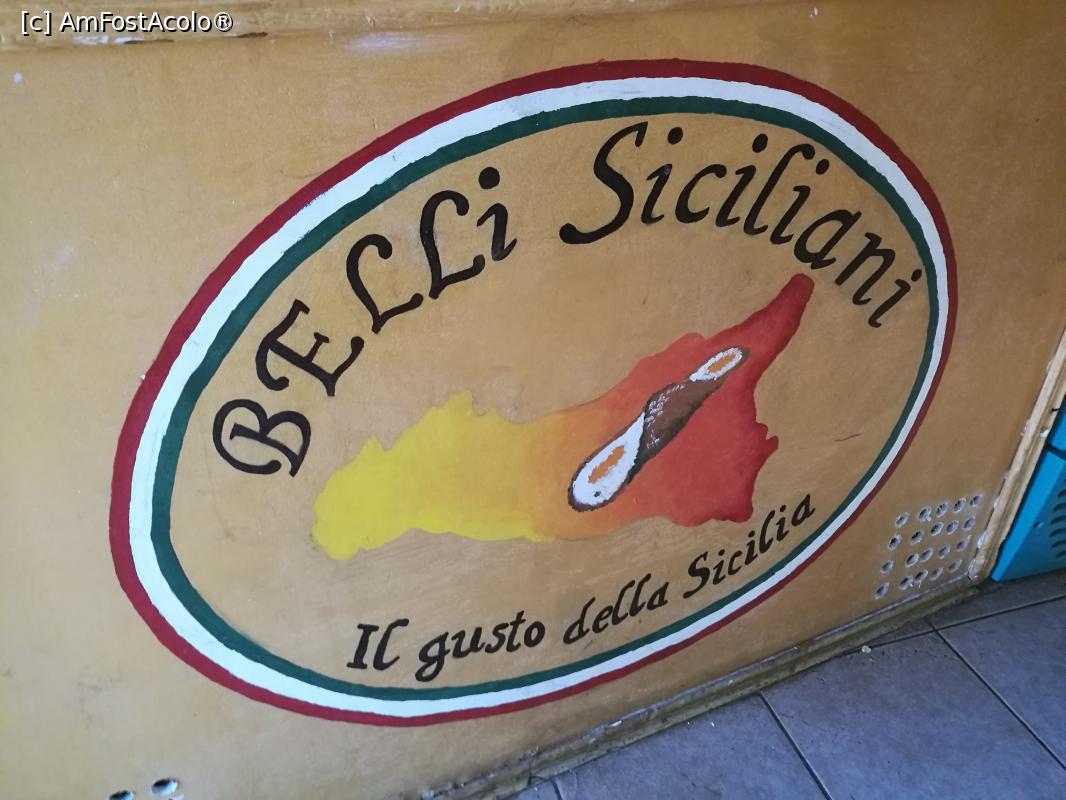 [c] AmFostAcolo®
BELLi Siciliani
Il gusto della Sicilia